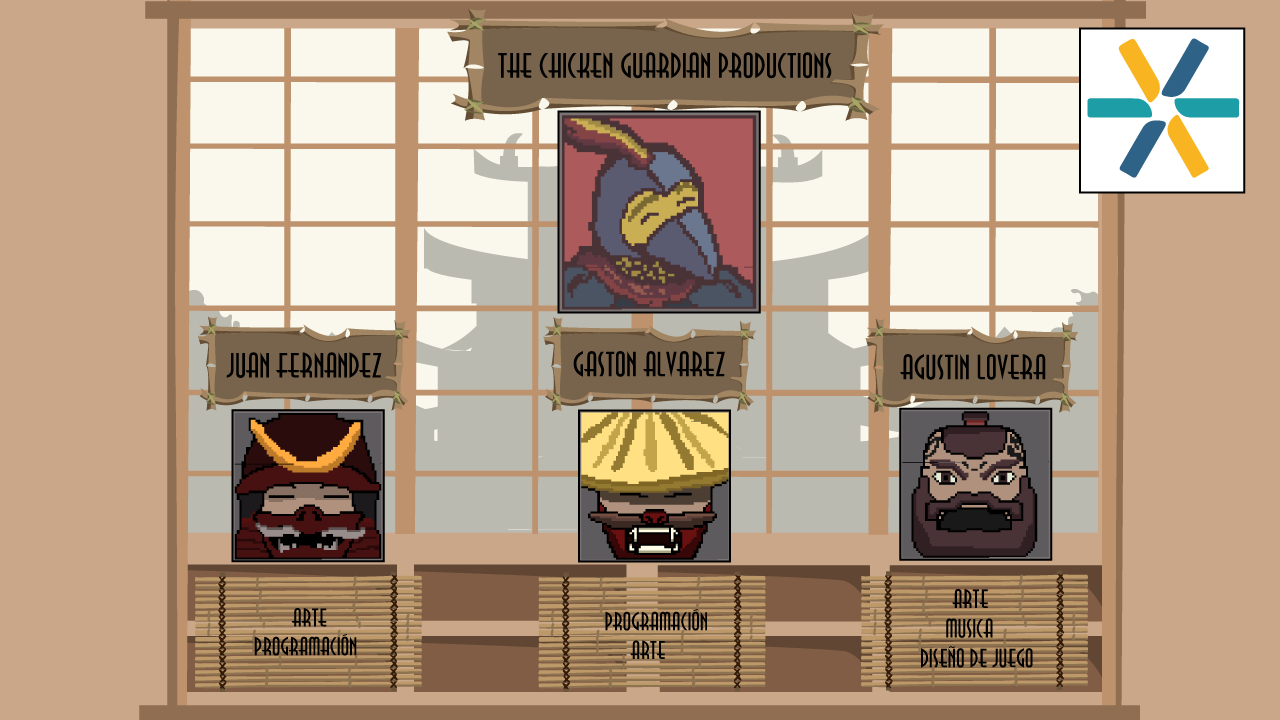 THE CHICKEN GUARDIAN PRODUCTIONS
JUAN FERNANDEZ
GASTON ALVAREZ
AGUSTIN LOVERA
ARTE
PROGRAMACIÓN
PROGRAMACIÓN
ARTE
ARTE
MUSICA
DISEÑO DE JUEGO